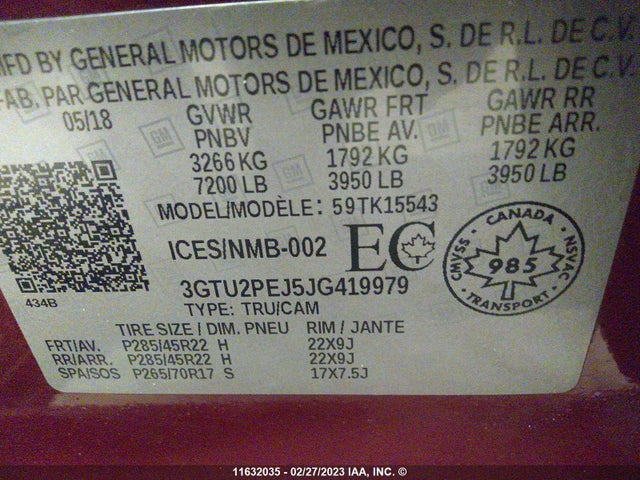 MFD BY GENERAL MOTORS DE MEXICO, S. DE R.L. DE C.V.
FAB. PAR GENERAL MOTORS DE MEXICO, S. DE R.L. DE C.V.
05/18 GVWR GAWR FRT GAWR RR
PNBV PNBE AV. PNBE ARR.
3266 KG 1792 KG 1792 KG
7200 LB 3950 LB 3950 LB
MODEL/MODÈLE: 59TK15543
ICES/NMB-002 EC
CANADA
CMVSS 985 NSVAC
TRANSPORT
434B
3GTU2PEJ5JG419979
TYPE: TRU/CAM
TIRE SIZE / DIM. PNEU RIM / JANTE
FRT/AV. P285/45R22 H 22X9J
RR/ARR. P285/45R22 H 22X9J
SPA/SOS P265/70R17 S 17X7.5J
GM
11632035 - 02/27/2023 IAA, INC. ©